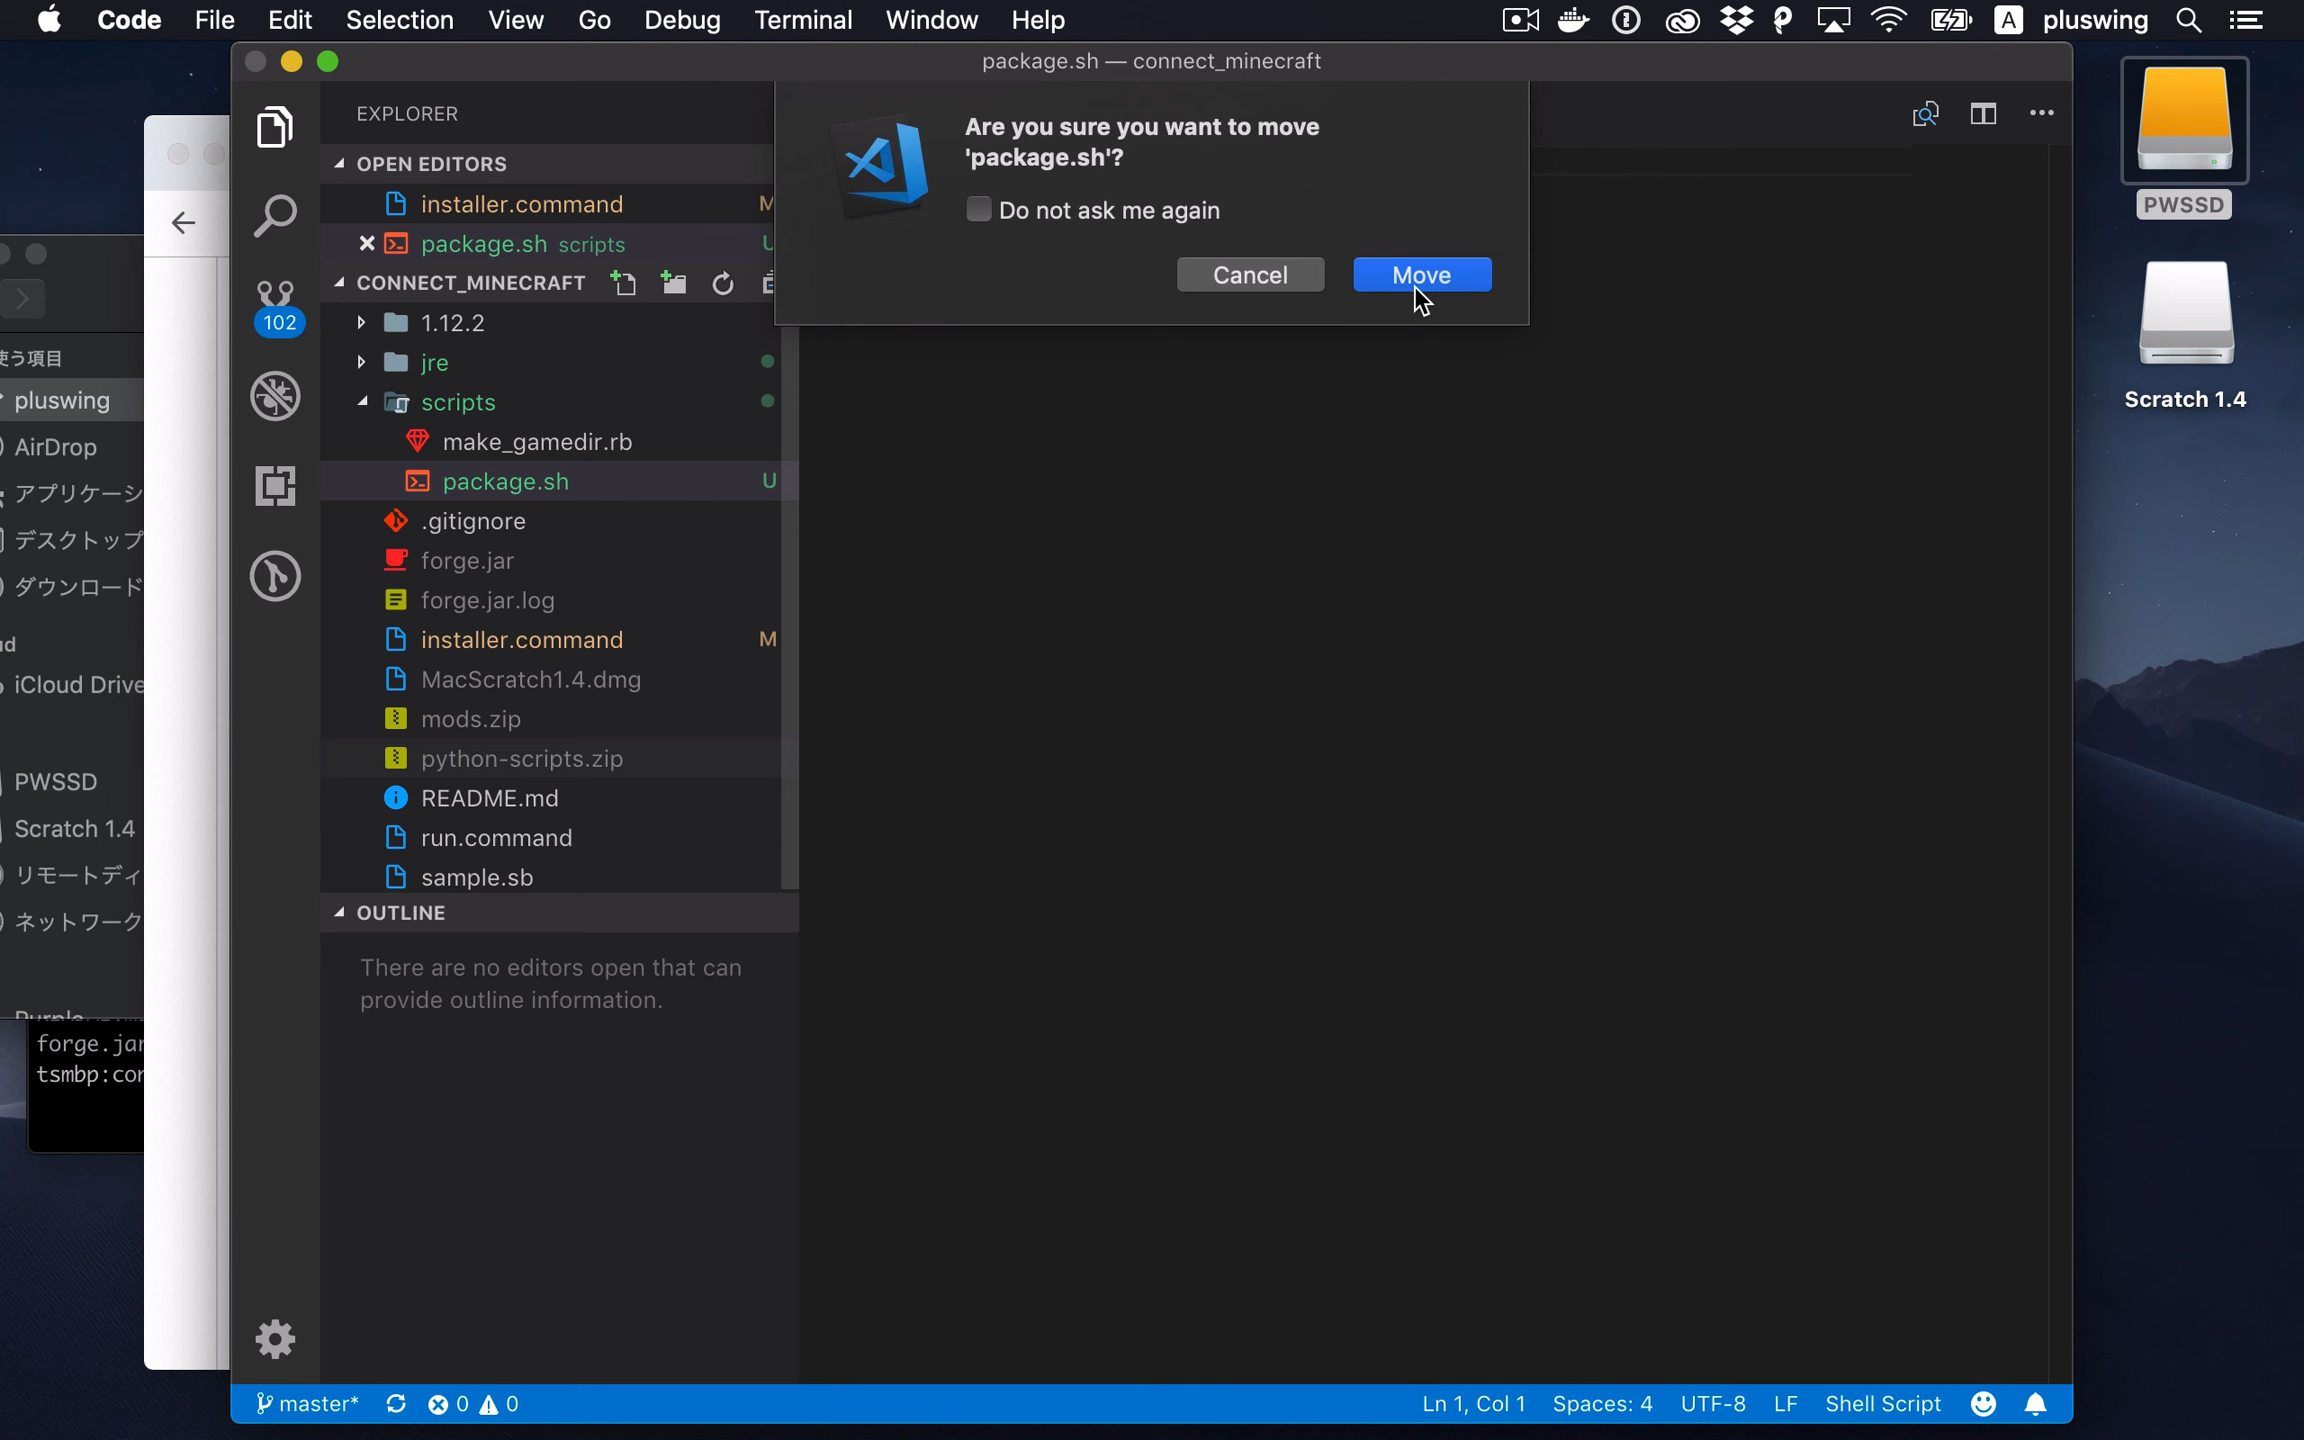 Code File Edit Selection View Go Debug Terminal Window Help
A pluswing
package.sh — connect_minecraft
EXPLORER
OPEN EDITORS
installer.command M
package.sh scripts U
CONNECT_MINECRAFT
102
1.12.2
jre
scripts
make_gamedir.rb
package.sh U
.gitignore
forge.jar
forge.jar.log
installer.command M
MacScratch1.4.dmg
mods.zip
python-scripts.zip
README.md
run.command
sample.sb
OUTLINE
There are no editors open that can
provide outline information.
Are you sure you want to move
'package.sh'?
Do not ask me again
Cancel Move
PWSSD
Scratch 1.4
使う項目
pluswing
AirDrop
アプリケーシ
デスクトップ
ダウンロード
iCloud Drive
PWSSD
Scratch 1.4
リモートディ
ネットワーク
forge.jar
tsmbp:cor
master* 0 0 Ln 1, Col 1 Spaces: 4 UTF-8 LF Shell Script